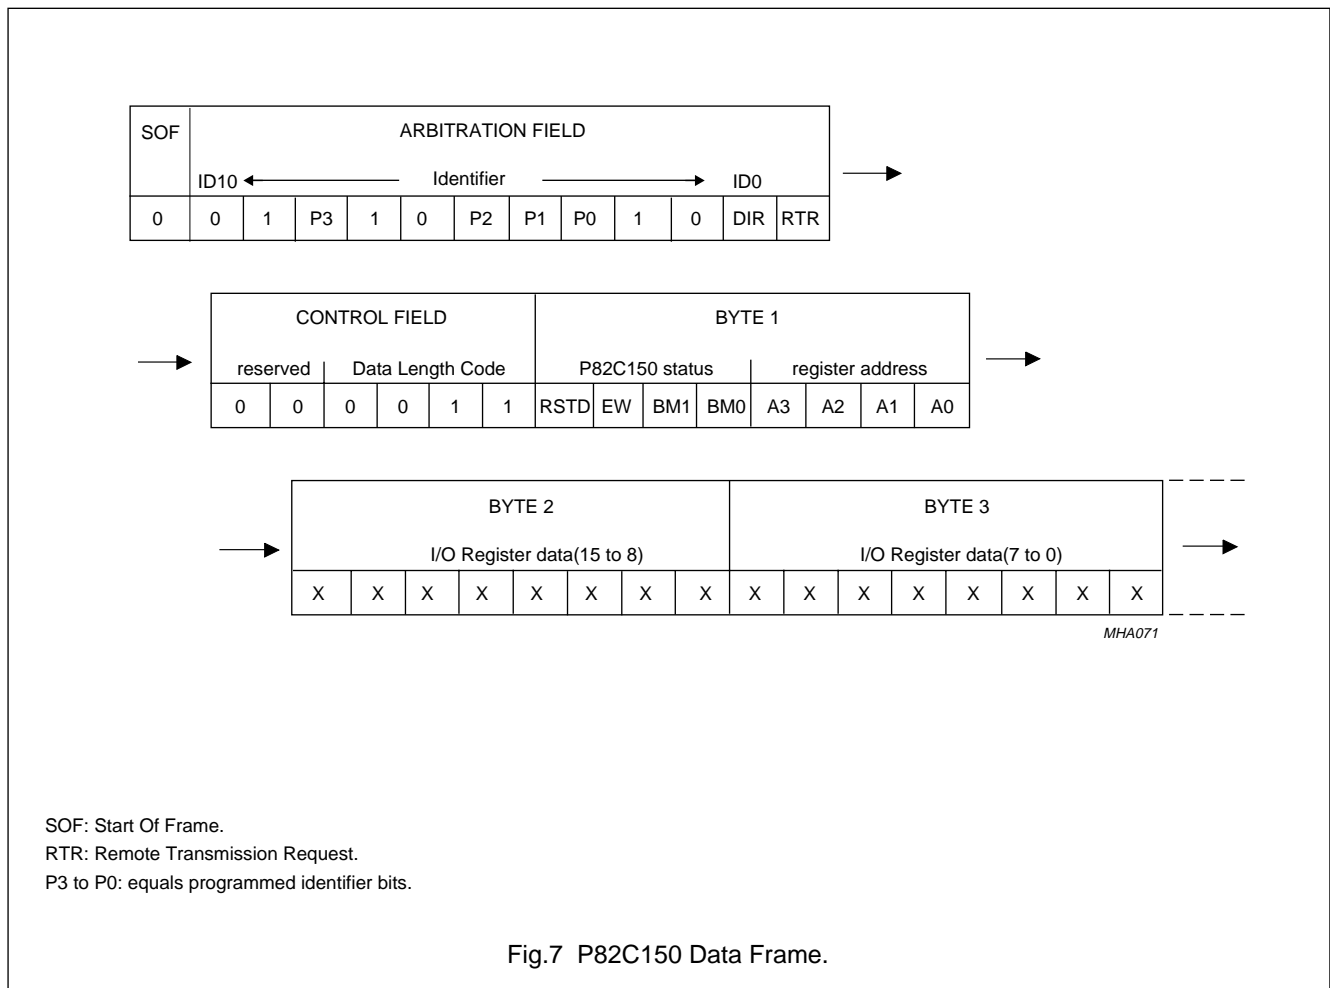 SOF ARBITRATION FIELD
ID10 Identifier ID0
0 0 1 P3 1 0 P2 P1 P0 1 0 DIR RTR
CONTROL FIELD BYTE 1
reserved Data Length Code P82C150 status register address
0 0 0 0 1 1 RSTD EW BM1 BM0 A3 A2 A1 A0
BYTE 2 BYTE 3
I/O Register data(15 to 8) I/O Register data(7 to 0)
X X X X X X X X X X X X X X X X
MHA071
SOF: Start Of Frame.
RTR: Remote Transmission Request.
P3 to P0: equals programmed identifier bits.
Fig.7 P82C150 Data Frame.